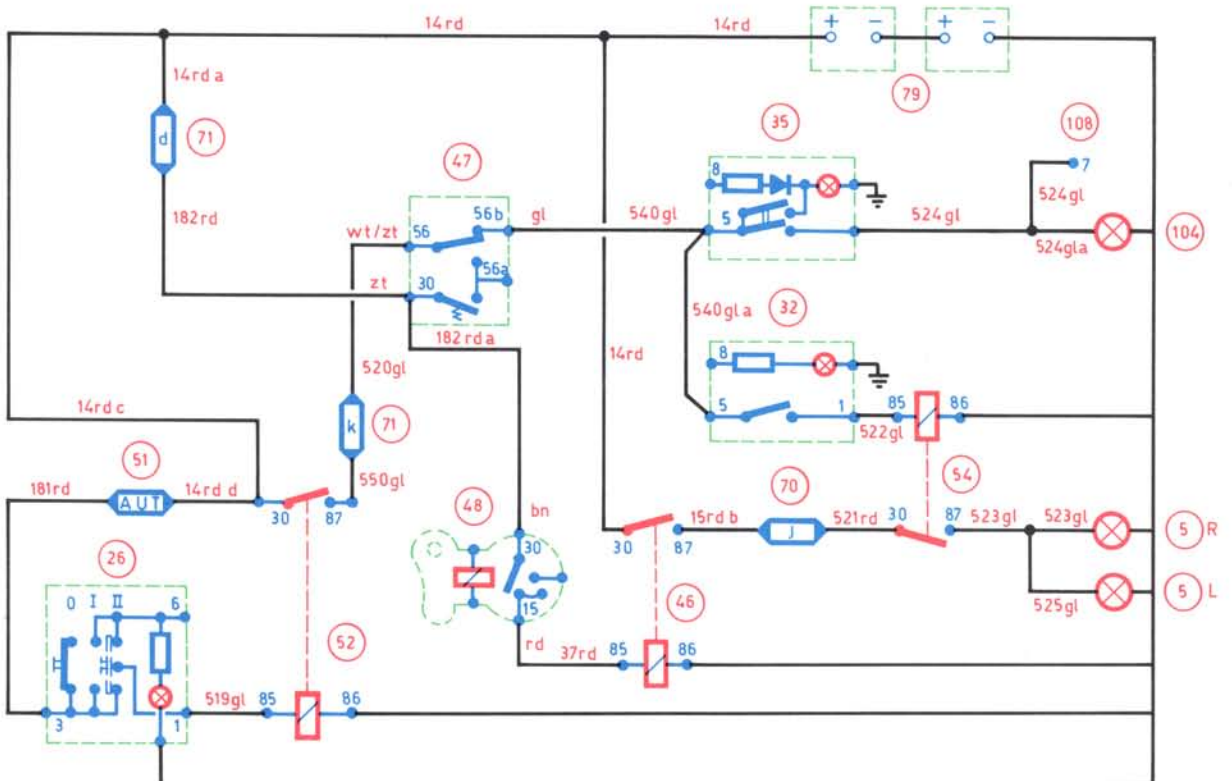 14rd 14rd + - + -
79
14rd a
d 71
35
108
7
47
8
524gl
182rd
56b gl 540gl 5 524gl
wt/zt 56
524gla 104
56a
zt 30
32
540gl a
182rd a
14rd
8
520gl
14rd c
k 71
5 1 85 86
522gl
51
550gl
54
181rd AUT 14rd d
48 bn
70
30 87
30
15rd b J 521rd 30 87 523gl 523gl 5 R
30 87
26
0 I II 6
15
46
525gl 5 L
rd
52
37rd 85 86
519gl 85 86
3 1